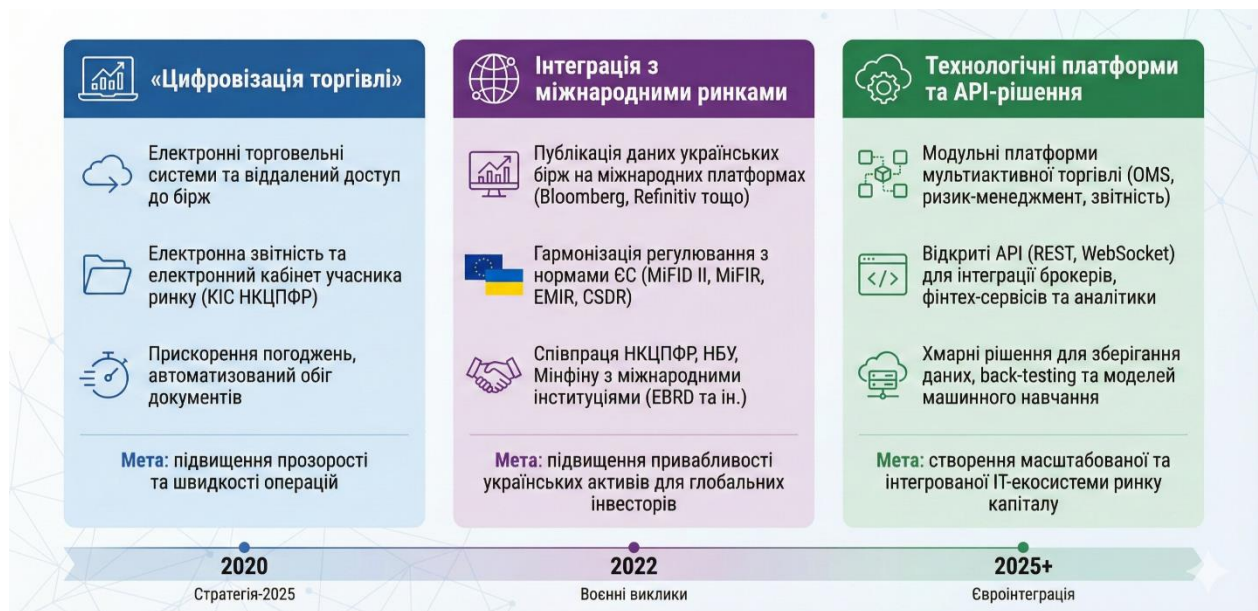 «Цифровізація торгівлі»
Електронні торговельні
системи та віддалений доступ
до бірж
Електронна звітність та
електронний кабінет учасника
ринку (КІС НКЦПФР)
Прискорення погоджень,
автоматизований обіг
документів
Мета: підвищення прозорості
та швидкості операцій
Інтеграція з
міжнародними ринками
Публікація даних українських
бірж на міжнародних платформах
(Bloomberg, Refinitiv тощо)
Гармонізація регулювання з
нормами ЄС (MiFID II, MiFIR,
EMIR, CSDR)
Співпраця НКЦПФР, НБУ,
Мінфіну з міжнародними
інституціями (EBRD та ін.)
Мета: підвищення привабливості
українських активів для глобальних
інвесторів
Технологічні платформи
та API-рішення
Модульні платформи
мультиактивної торгівлі (OMS,
ризик-менеджмент, звітність)
Відкриті API (REST, WebSocket)
для інтеграції брокерів,
фінтех-сервісів та аналітики
Хмарні рішення для зберігання
даних, back-testing та моделей
машинного навчання
Мета: створення масштабованої та
інтегрованої ІТ-екосистеми ринку
капіталу
2020
Стратегія-2025
2022
Воєнні виклики
2025+
Євроінтеграція